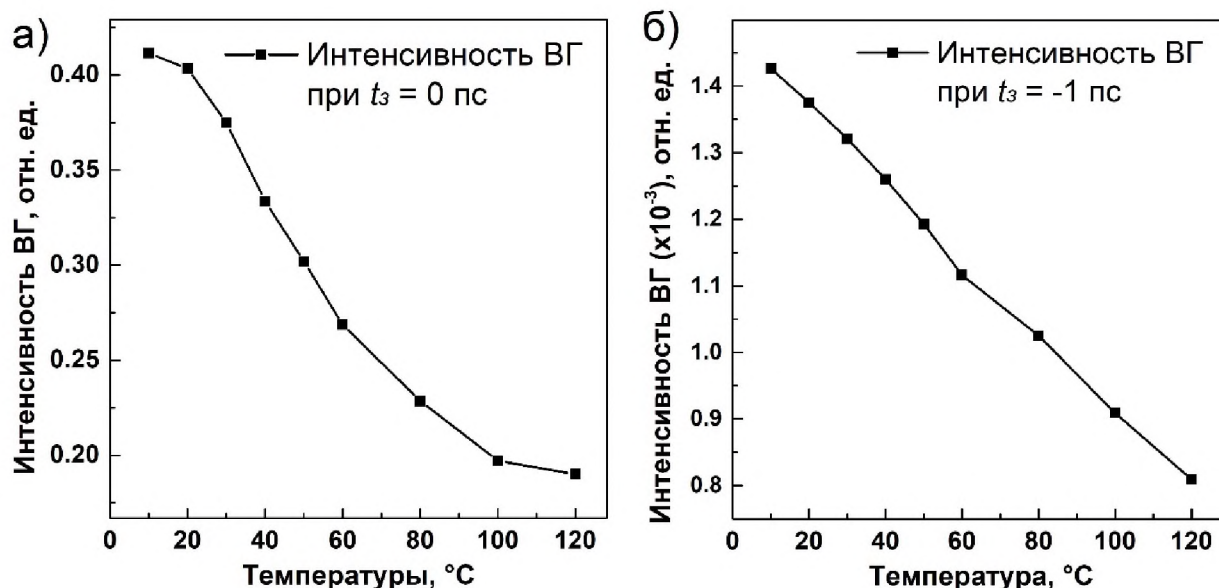 а)
Интенсивность ВГ
при tз = 0 пс
0.40
0.35
0.30
0.25
0.20
0 20 40 60 80 100 120
Температуры, °C
Интенсивность ВГ, отн. ед.
б)
Интенсивность ВГ
при tз = -1 пс
1.4
1.3
1.2
1.1
1.0
0.9
0.8
0 20 40 60 80 100 120
Температура, °C
Интенсивность ВГ (x10⁻³), отн. ед.